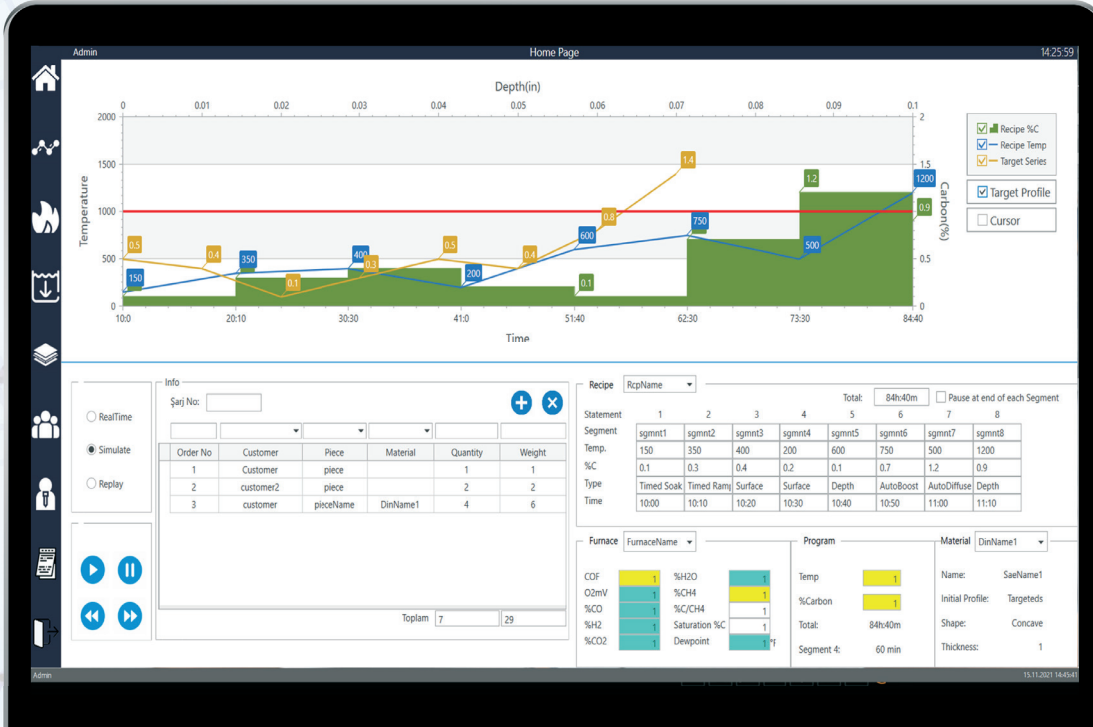 Admin Home Page 14:25:59
Depth(in)
0 0.01 0.02 0.03 0.04 0.05 0.06 0.07 0.08 0.09 0.1
2000 2
1500 1.5
1000
500 0.5
0 0
Temperature
Carbon(%)
0.5 0.4 0.1 0.3 0.5 0.4 0.8 1.4
150 350 400 200 600 750 500 1200
0.1 1.2 0.9
10:0 20:10 30:30 41:0 51:40 62:30 73:30 84:40
Time
Recipe %C
Recipe Temp
Target Series
Target Profile
Cursor
RealTime
Simulate
Replay
Info
Şarj No:
Order No Customer Piece Material Quantity Weight
1 Customer piece 1 1
2 customer2 piece 2 2
3 customer pieceName DinName1 4 6
Toplam 7 29
Recipe RcpName
Total: 84h:40m Pause at end of each Segment
Statement 1 2 3 4 5 6 7 8
Segment sgmnt1 sgmnt2 sgmnt3 sgmnt4 sgmnt5 sgmnt6 sgmnt7 sgmnt8
Temp. 150 350 400 200 600 750 500 1200
%C 0.1 0.3 0.4 0.2 0.1 0.7 1.2 0.9
Type Timed Soak Timed Ramp Surface Surface Depth AutoBoost AutoDiffuse Depth
Time 10:00 10:10 10:20 10:30 10:40 10:50 11:00 11:10
Furnace FurnaceName
COF 1 %H2O 1
O2mV 1 %CH4 1
%CO 1 %C/CH4 1
%H2 1 Saturation %C 1
%CO2 1 Dewpoint 1 °F
Program
Temp 1
%Carbon 1
Total: 84h:40m
Segment 4: 60 min
Material DinName1
Name: SaeName1
Initial Profile: Targeteds
Shape: Concave
Thickness: 1
Admin 15.11.2021 14:45:41